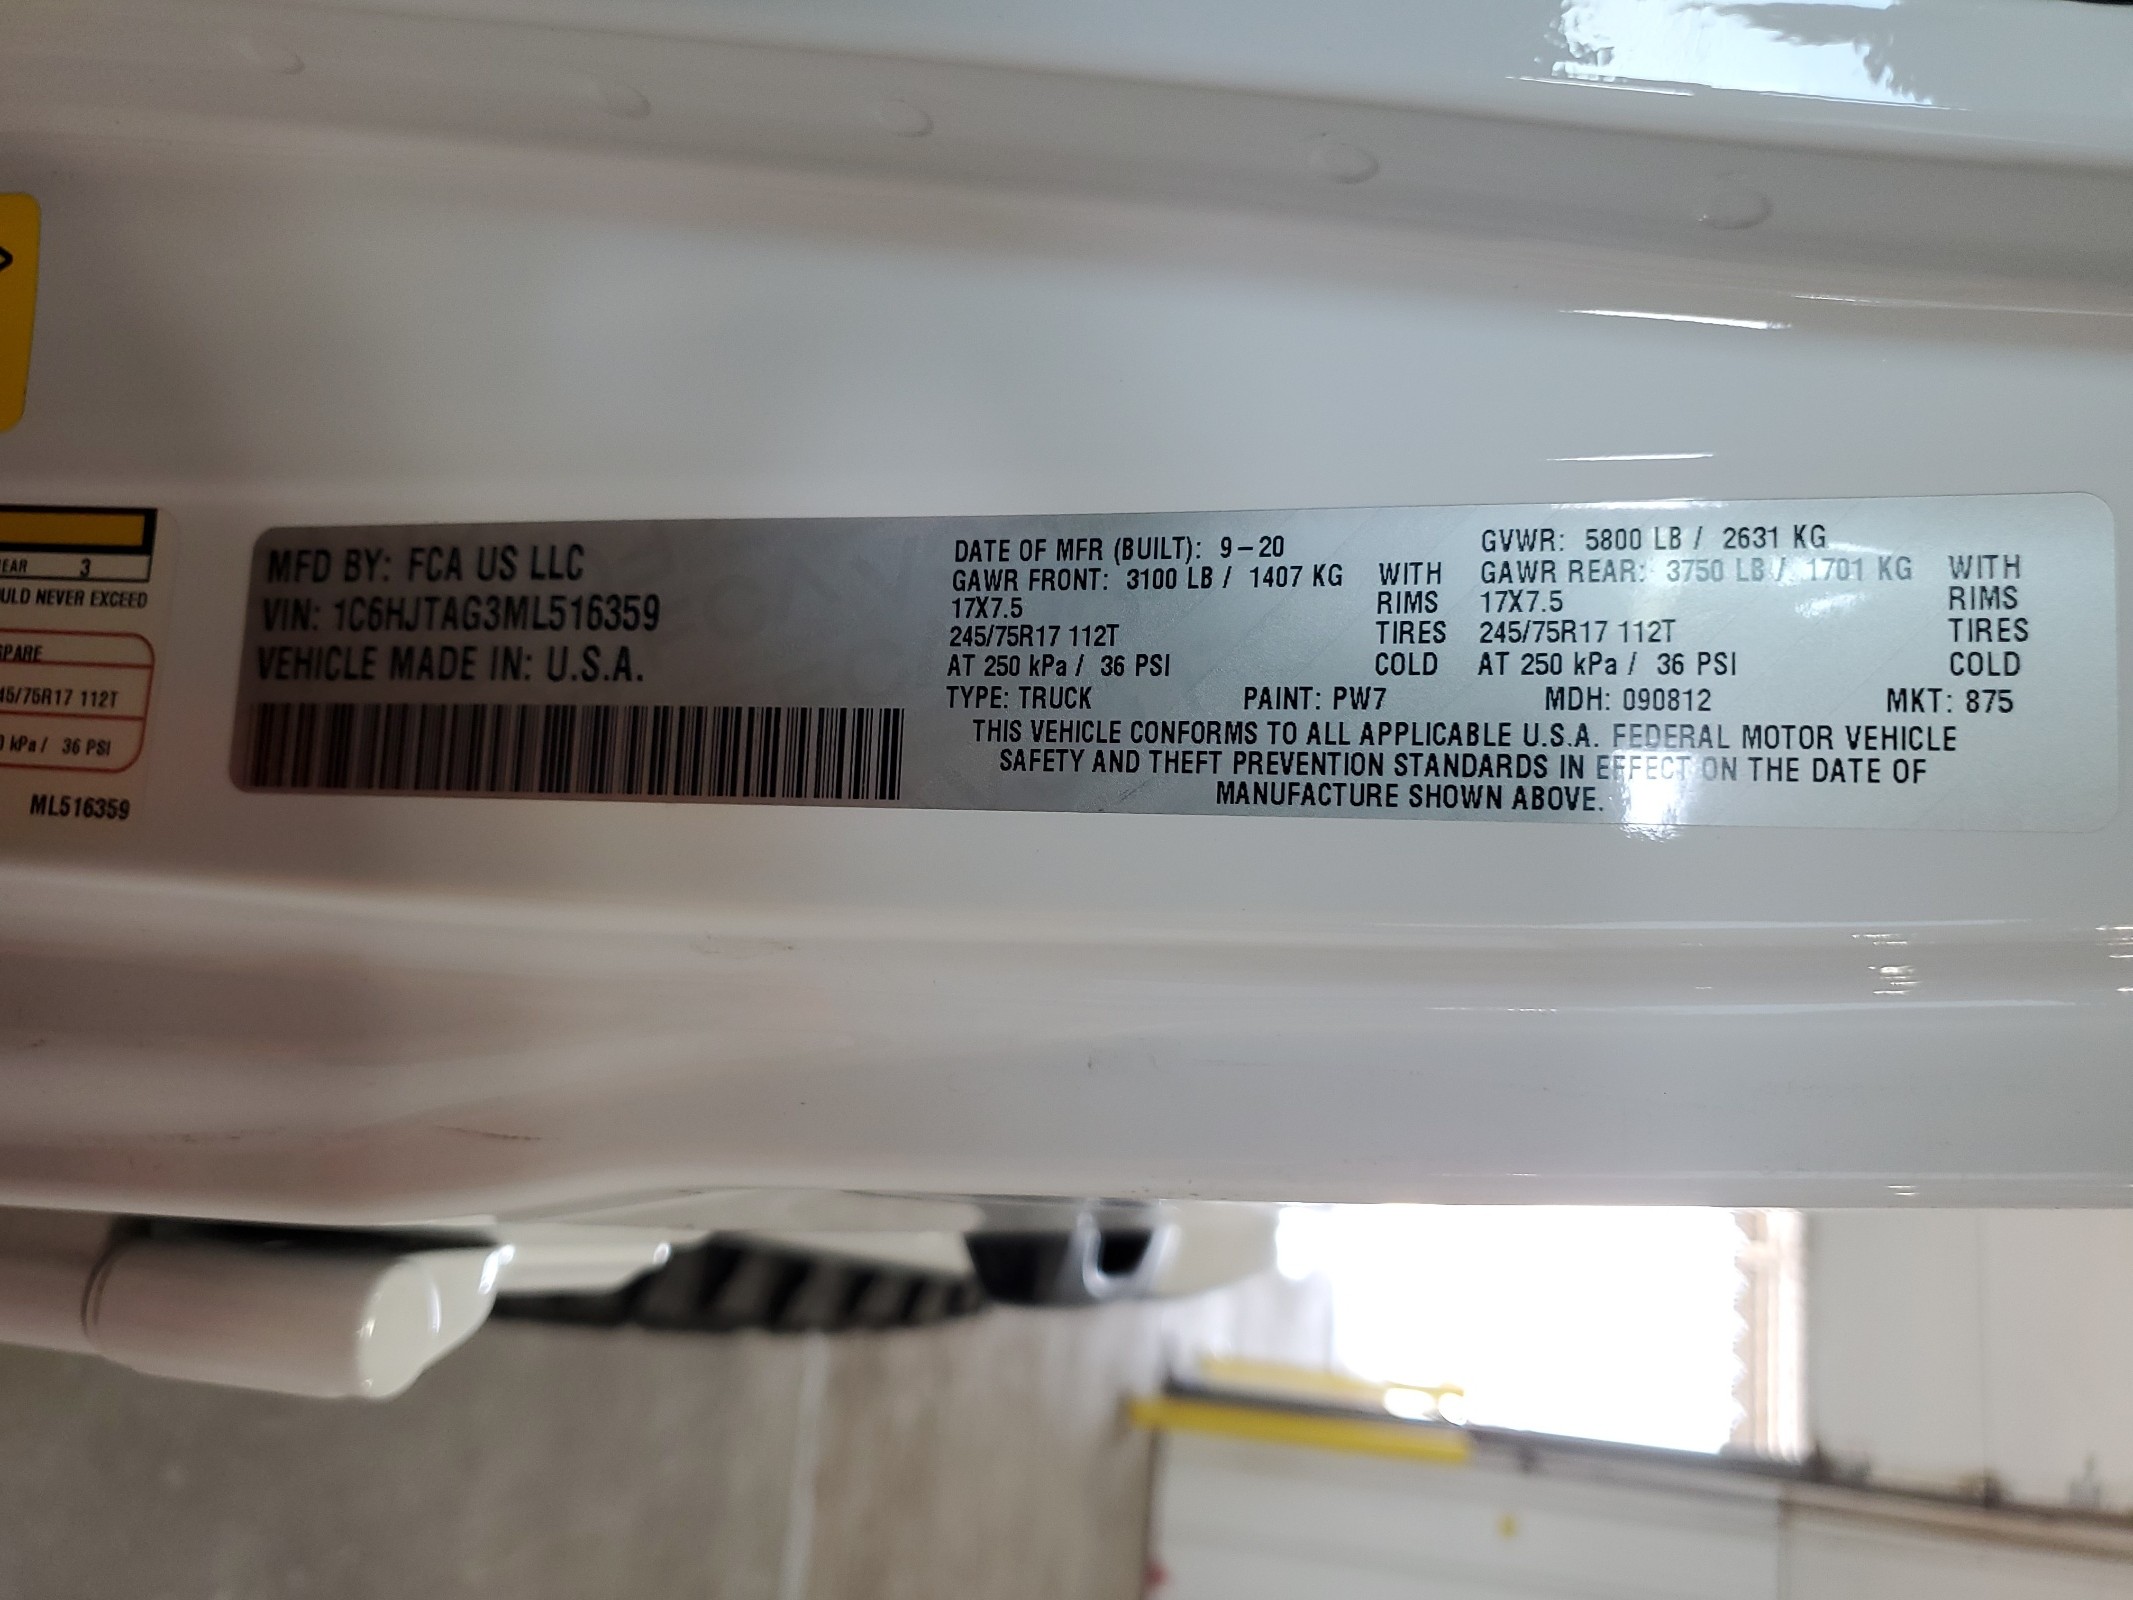 EAR 3
ULD NEVER EXCEED
SPARE
45/75R17 112T
0 kPa / 36 PSI
ML516359
MFD BY: FCA US LLC
VIN: 1C6HJTAG3ML516359
VEHICLE MADE IN: U.S.A.
DATE OF MFR (BUILT): 9-20 GVWR: 5800 LB / 2631 KG
GAWR FRONT: 3100 LB / 1407 KG WITH GAWR REAR: 3750 LB / 1701 KG WITH
17X7.5 RIMS 17X7.5 RIMS
245/75R17 112T TIRES 245/75R17 112T TIRES
AT 250 kPa / 36 PSI COLD AT 250 kPa / 36 PSI COLD
TYPE: TRUCK PAINT: PW7 MDH: 090812 MKT: 875
THIS VEHICLE CONFORMS TO ALL APPLICABLE U.S.A. FEDERAL MOTOR VEHICLE
SAFETY AND THEFT PREVENTION STANDARDS IN EFFECT ON THE DATE OF
MANUFACTURE SHOWN ABOVE.